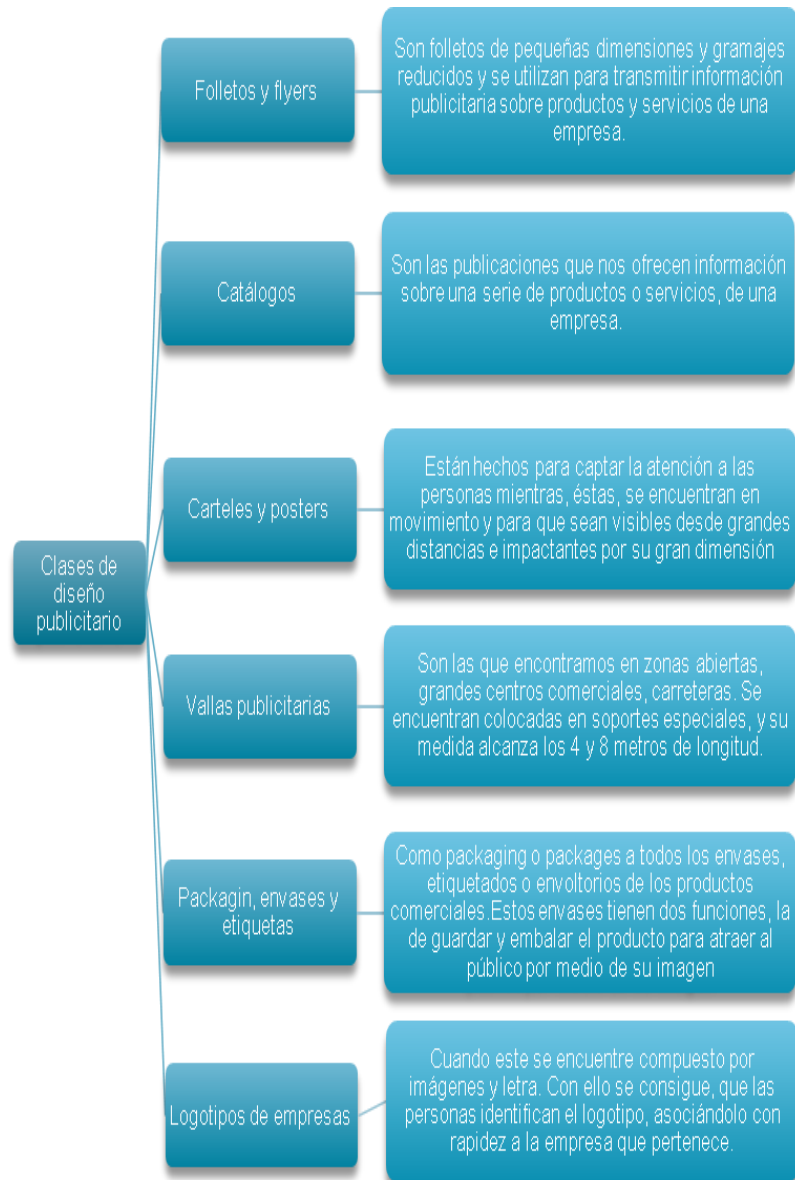 Folletos y flyers
Son folletos de pequeñas dimensiones y gramajes
reducidos y se utilizan para transmitir información
publicitaria sobre productos y servicios de una
empresa.
Catálogos
Son las publicaciones que nos ofrecen información
sobre una serie de productos o servicios, de una
empresa.
Carteles y posters
Están hechos para captar la atención a las
personas mientras, éstas, se encuentran en
movimiento y para que sean visibles desde grandes
distancias e impactantes por su gran dimensión
Clases de
diseño
publicitario
Vallas publicitarias
Son las que encontramos en zonas abiertas,
grandes centros comerciales, carreteras. Se
encuentran colocadas en soportes especiales, y su
medida alcanza los 4 y 8 metros de longitud.
Packagin, envases y
etiquetas
Como packaging o packages a todos los envases,
etiquetados o envoltorios de los productos
comerciales.Estos envases tienen dos funciones, la
de guardar y embalar el producto para atraer al
público por medio de su imagen
Logotipos de empresas
Cuando este se encuentre compuesto por
imágenes y letra. Con ello se consigue, que las
personas identifican el logotipo, asociándolo con
rapidez a la empresa que pertenece.